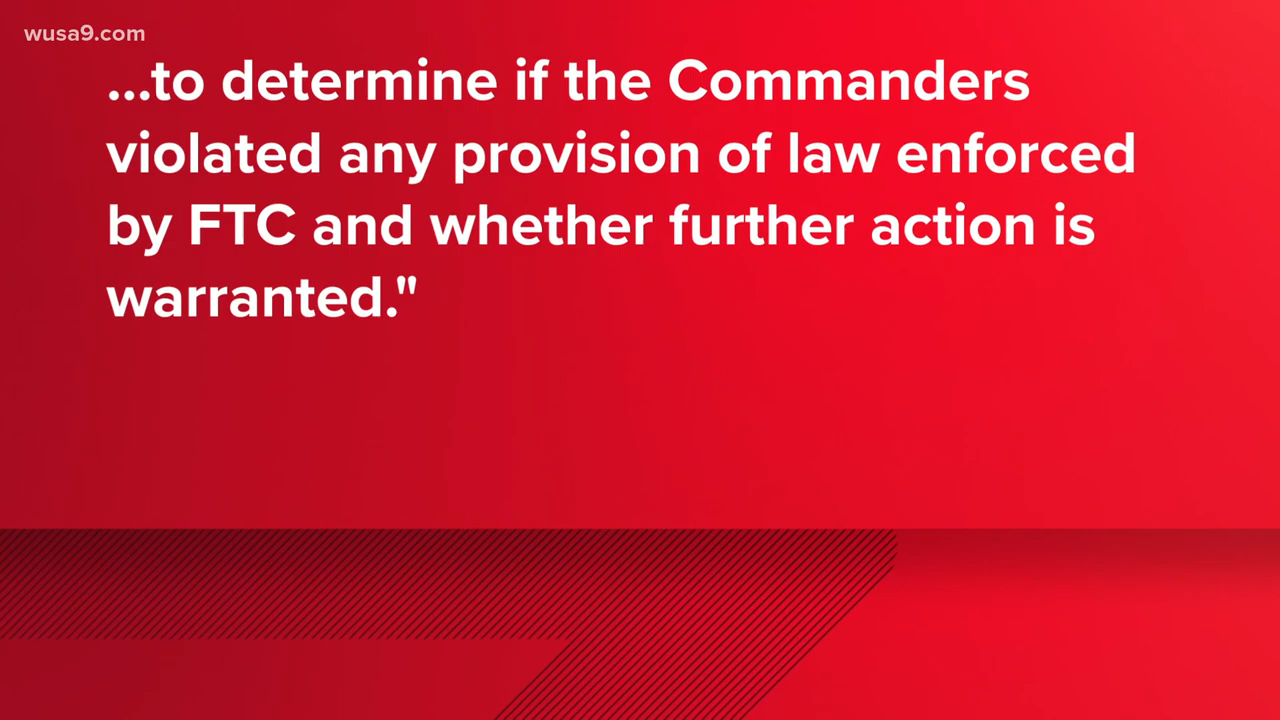 wusa9.com
...to determine if the Commanders
violated any provision of law enforced
by FTC and whether further action is
warranted."